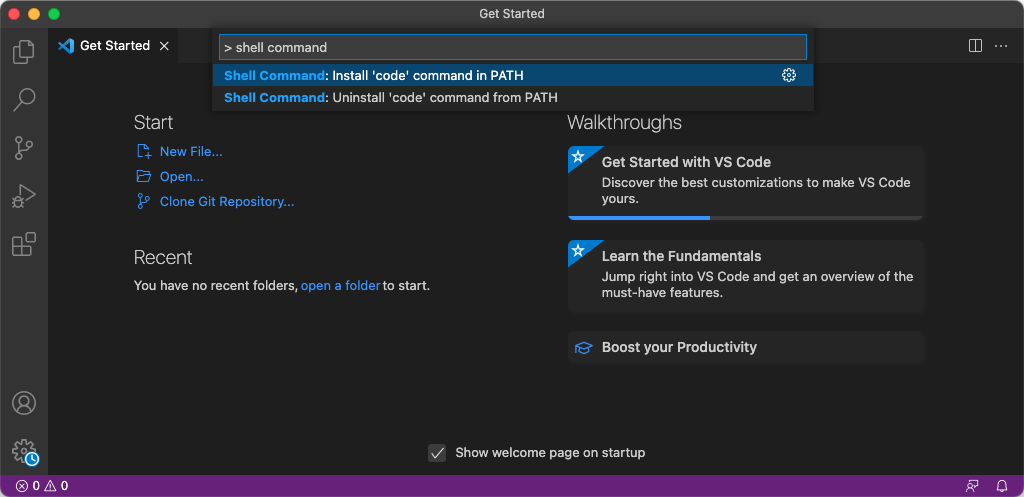 Get Started
Get Started
> shell command
Shell Command: Install 'code' command in PATH
Shell Command: Uninstall 'code' command from PATH
Start
New File...
Open...
Clone Git Repository...
Recent
You have no recent folders, open a folder to start.
Walkthroughs
Get Started with VS Code
Discover the best customizations to make VS Code
yours.
Learn the Fundamentals
Jump right into VS Code and get an overview of the
must-have features.
Boost your Productivity
Show welcome page on startup
0 0